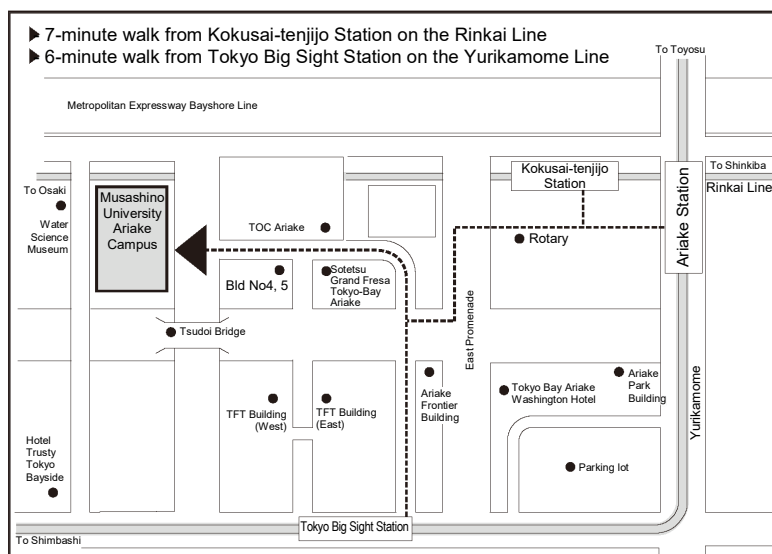 7-minute walk from Kokusai-tenjijo Station on the Rinkai Line
6-minute walk from Tokyo Big Sight Station on the Yurikamome Line
To Toyosu
Metropolitan Expressway Bayshore Line
Kokusai-tenjijo
Station
To Shinkiba
Rinkai Line
Ariake Station
To Osaki
Water
Science
Museum
Musashino
University
Ariake
Campus
TOC Ariake
Rotary
Bld No4, 5
Sotetsu
Grand Fresa
Tokyo-Bay
Ariake
Tsudoi Bridge
East Promenade
TFT Building
(West)
TFT Building
(East)
Ariake
Frontier
Building
Tokyo Bay Ariake
Washington Hotel
Ariake
Park
Building
Yurikamome
Hotel
Trusty
Tokyo
Bayside
Parking lot
Tokyo Big Sight Station
To Shimbashi